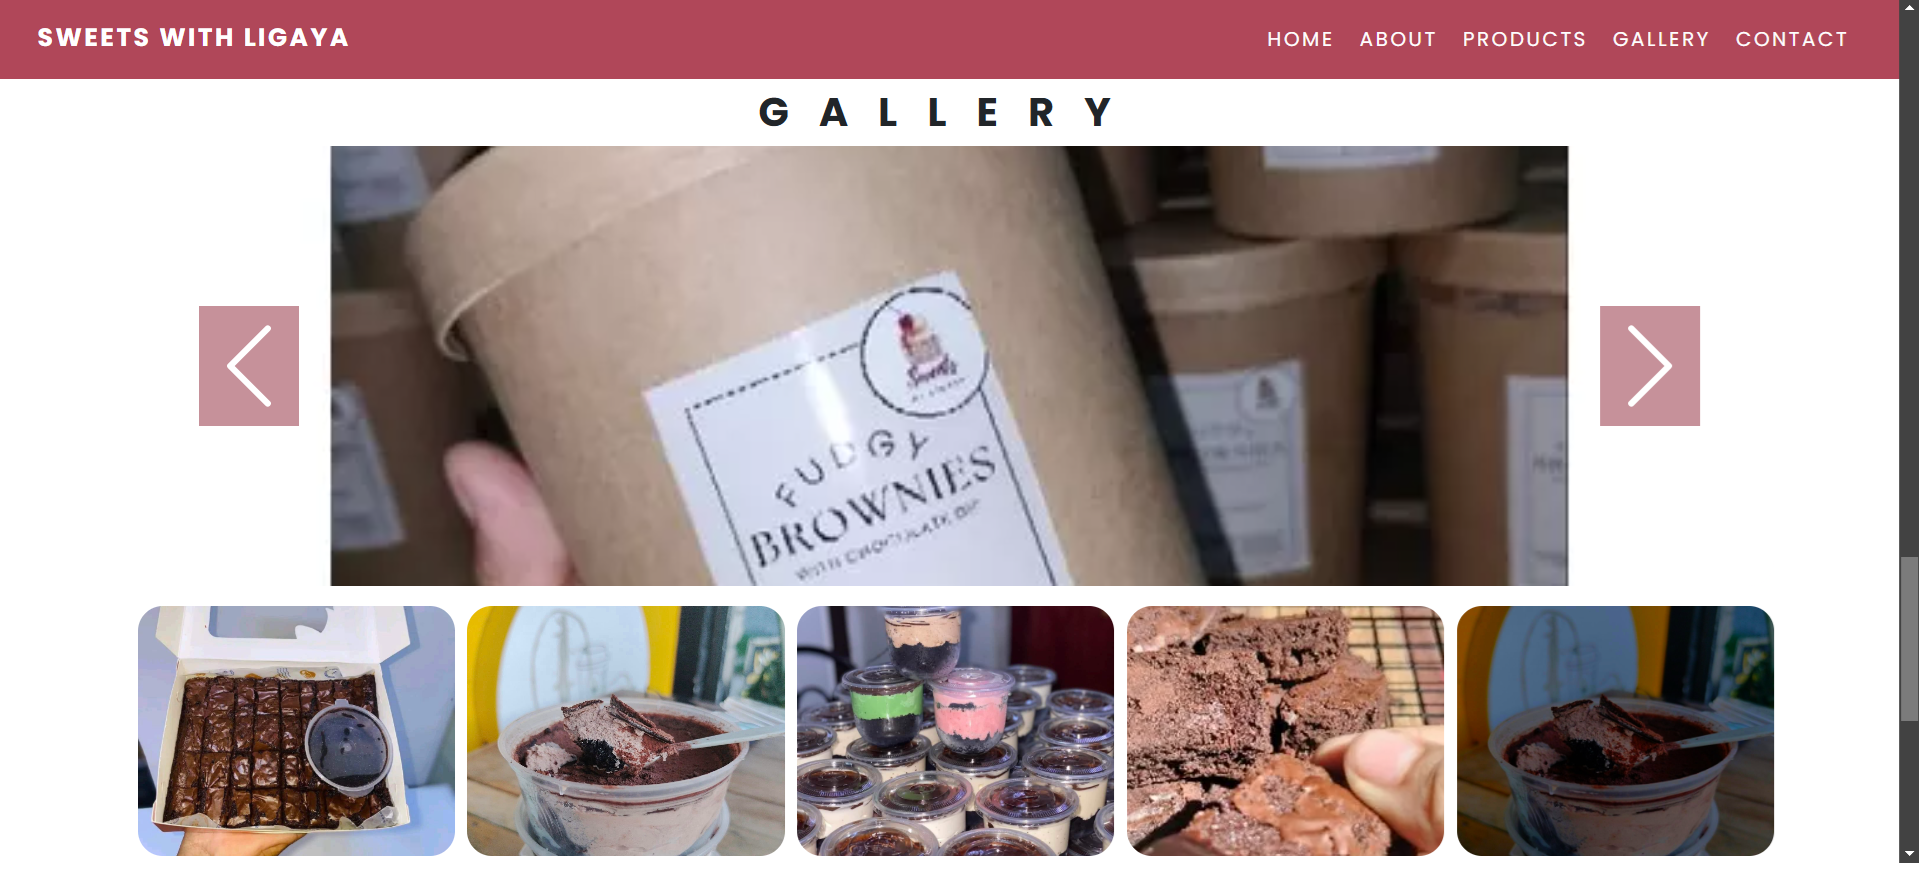 SWEETS WITH LIGAYA
HOME ABOUT PRODUCTS GALLERY CONTACT
GALLERY
Sweets
FUDGY
BROWNIES
WITH CHOCOLATE DIP